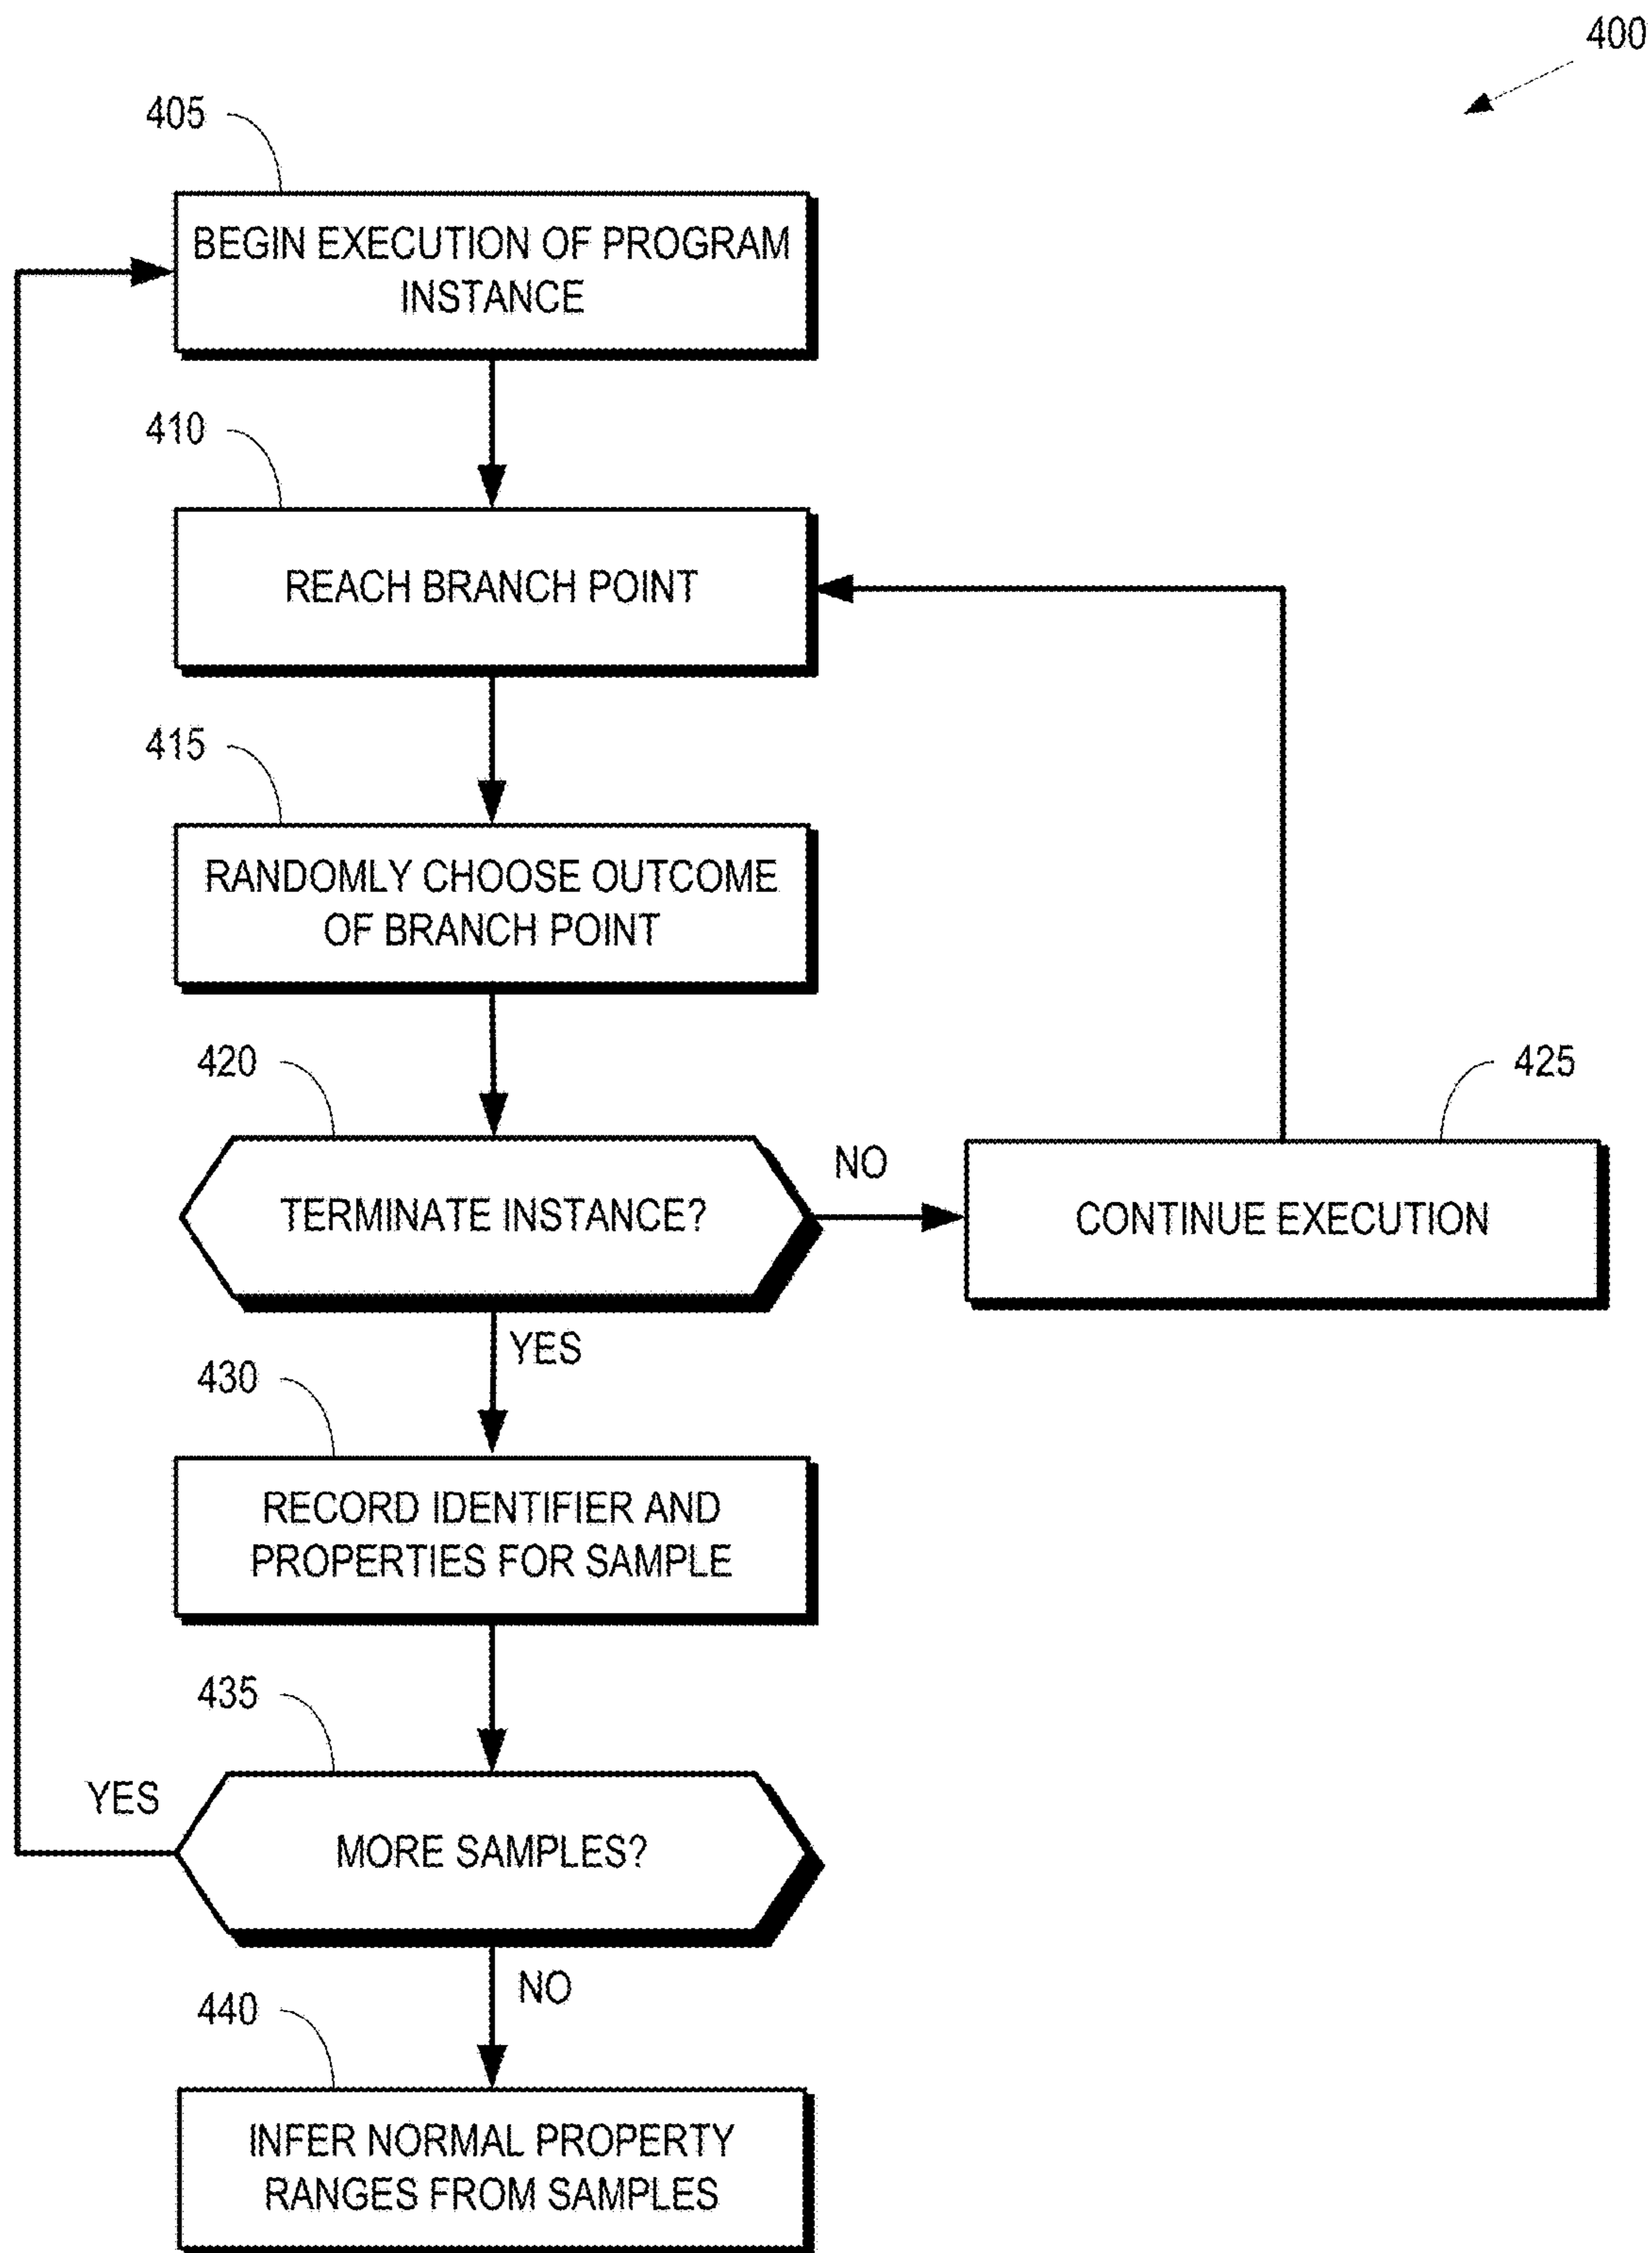 400
405
BEGIN EXECUTION OF PROGRAM
INSTANCE
410
REACH BRANCH POINT
415
RANDOMLY CHOOSE OUTCOME
OF BRANCH POINT
420
TERMINATE INSTANCE?
NO
425
CONTINUE EXECUTION
YES
430
RECORD IDENTIFIER AND
PROPERTIES FOR SAMPLE
435
YES
MORE SAMPLES?
NO
440
INFER NORMAL PROPERTY
RANGES FROM SAMPLES